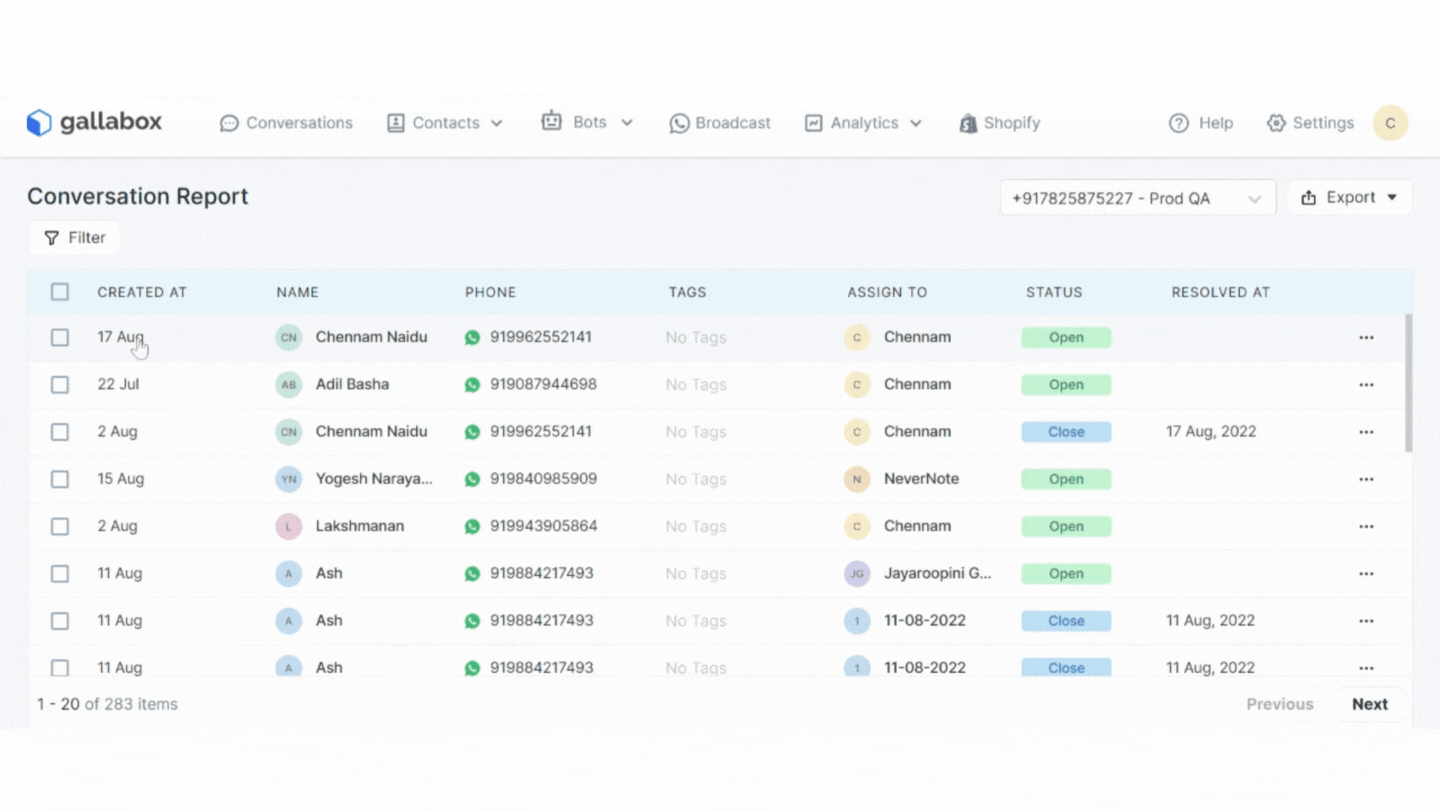 gallabox Conversations Contacts Bots Broadcast Analytics Shopify Help Settings C
Conversation Report
+917825875227 - Prod QA Export
Filter
CREATED AT NAME PHONE TAGS ASSIGN TO STATUS RESOLVED AT
17 Aug CN Chennam Naidu 919962552141 No Tags C Chennam Open ...
22 Jul AB Adil Basha 919087944698 No Tags C Chennam Open ...
2 Aug CN Chennam Naidu 919962552141 No Tags C Chennam Close 17 Aug, 2022 ...
15 Aug YN Yogesh Naraya... 919840985909 No Tags N NeverNote Open ...
2 Aug L Lakshmanan 919943905864 No Tags C Chennam Open ...
11 Aug A Ash 919884217493 No Tags JG Jayaroopini G... Open ...
11 Aug A Ash 919884217493 No Tags 1 11-08-2022 Close 11 Aug, 2022 ...
11 Aug A Ash 919884217493 No Tags 1 11-08-2022 Close 11 Aug, 2022 ...
1 - 20 of 283 items Previous Next